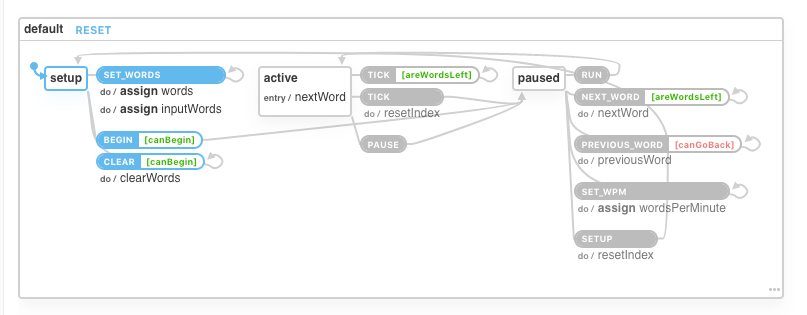 default RESET
setup
SET_WORDS
do / assign words
do / assign inputWords
BEGIN [canBegin]
CLEAR [canBegin]
do / clearWords
active
entry / nextWord
TICK [areWordsLeft]
TICK
do / resetIndex
PAUSE
paused
RUN
NEXT_WORD [areWordsLeft]
do / nextWord
PREVIOUS_WORD [canGoBack]
do / previousWord
SET_WPM
do / assign wordsPerMinute
SETUP
do / resetIndex